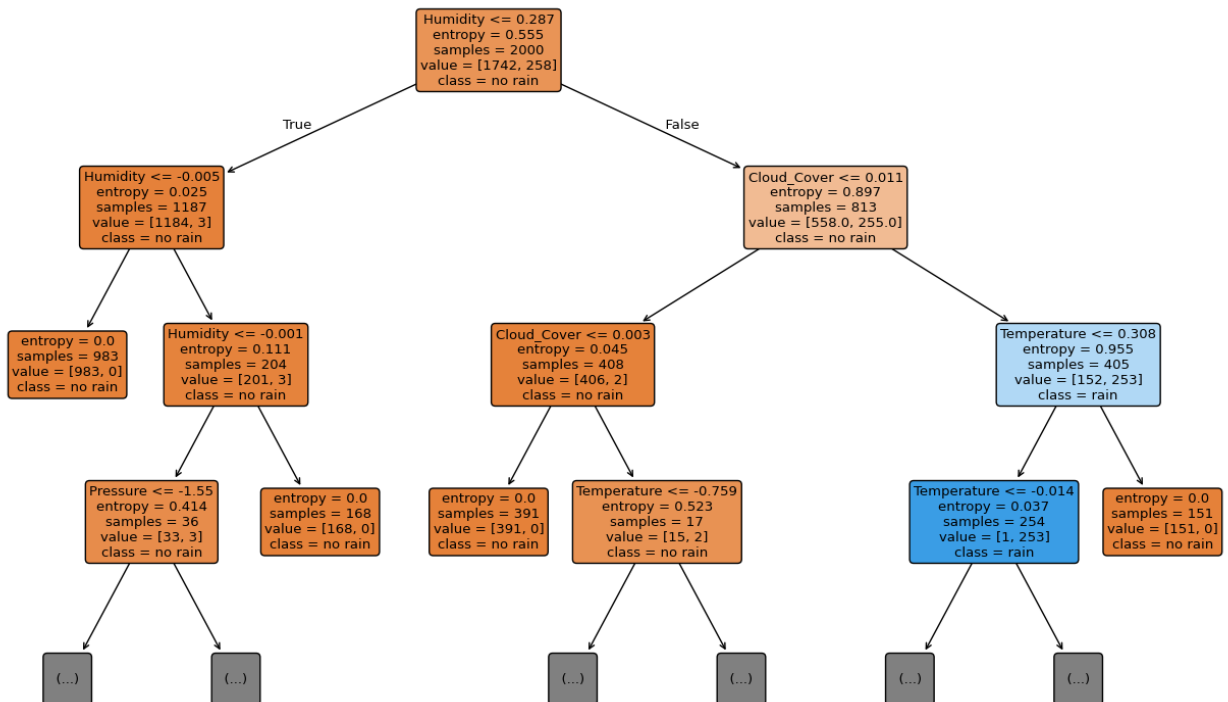 Humidity <= 0.287
entropy = 0.555
samples = 2000
value = [1742, 258]
class = no rain
True
False
Humidity <= -0.005
entropy = 0.025
samples = 1187
value = [1184, 3]
class = no rain
Cloud_Cover <= 0.011
entropy = 0.897
samples = 813
value = [558.0, 255.0]
class = no rain
entropy = 0.0
samples = 983
value = [983, 0]
class = no rain
Humidity <= -0.001
entropy = 0.111
samples = 204
value = [201, 3]
class = no rain
Cloud_Cover <= 0.003
entropy = 0.045
samples = 408
value = [406, 2]
class = no rain
Temperature <= 0.308
entropy = 0.955
samples = 405
value = [152, 253]
class = rain
Pressure <= -1.55
entropy = 0.414
samples = 36
value = [33, 3]
class = no rain
entropy = 0.0
samples = 168
value = [168, 0]
class = no rain
entropy = 0.0
samples = 391
value = [391, 0]
class = no rain
Temperature <= -0.759
entropy = 0.523
samples = 17
value = [15, 2]
class = no rain
Temperature <= -0.014
entropy = 0.037
samples = 254
value = [1, 253]
class = rain
entropy = 0.0
samples = 151
value = [151, 0]
class = no rain
(...)
(...)
(...)
(...)
(...)
(...)